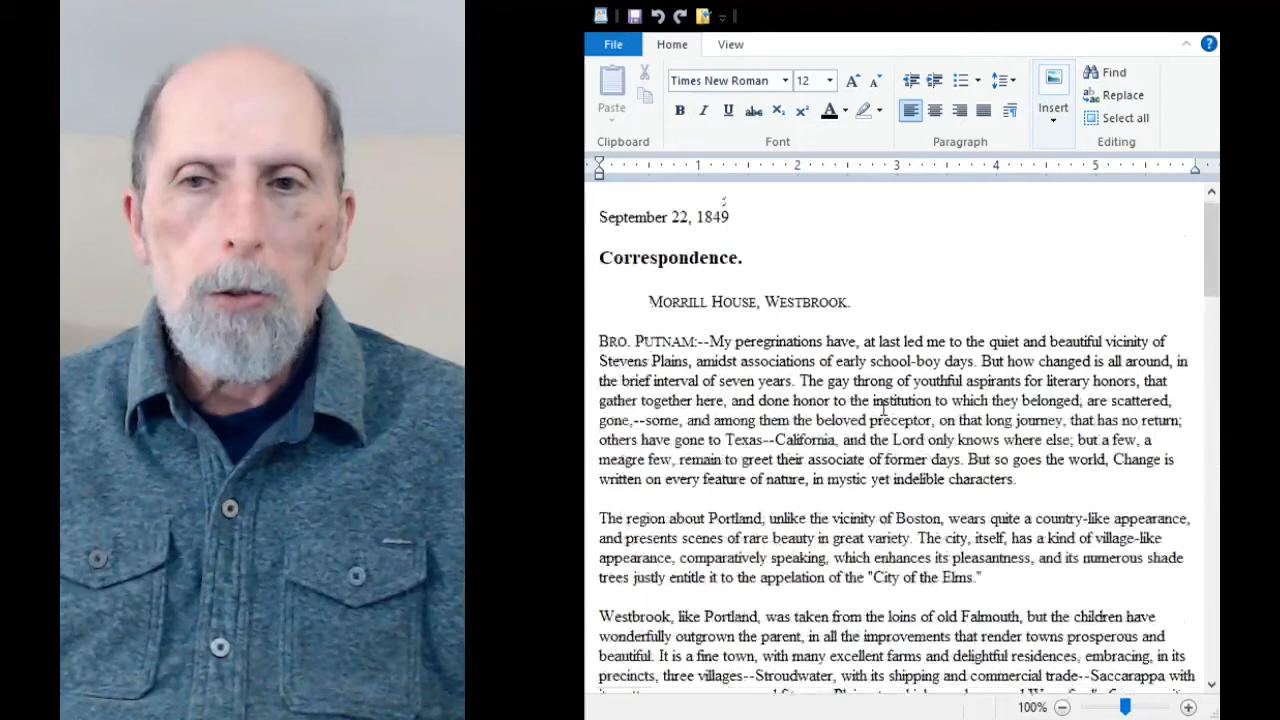 File Home View
Times New Roman 12
Find
Paste
Replace
B I U abc X₂ X² A
Insert
Select all
Clipboard Font Paragraph Editing
1 2 3 4 5
September 22, 1849
Correspondence.
MORRILL HOUSE, WESTBROOK.
BRO. PUTNAM:--My peregrinations have, at last led me to the quiet and beautiful vicinity of
Stevens Plains, amidst associations of early school-boy days. But how changed is all around, in
the brief interval of seven years. The gay throng of youthful aspirants for literary honors, that
gather together here, and done honor to the institution to which they belonged, are scattered,
gone,--some, and among them the beloved preceptor, on that long journey, that has no return;
others have gone to Texas--California, and the Lord only knows where else; but a few, a
meagre few, remain to greet their associate of former days. But so goes the world, Change is
written on every feature of nature, in mystic yet indelible characters.
The region about Portland, unlike the vicinity of Boston, wears quite a country-like appearance,
and presents scenes of rare beauty in great variety. The city, itself, has a kind of village-like
appearance, comparatively speaking, which enhances its pleasantness, and its numerous shade
trees justly entitle it to the appelation of the "City of the Elms."
Westbrook, like Portland, was taken from the loins of old Falmouth, but the children have
wonderfully outgrown the parent, in all the improvements that render towns prosperous and
beautiful. It is a fine town, with many excellent farms and delightful residences, embracing, in its
precincts, three villages--Stroudwater, with its shipping and commercial trade--Saccarappa with
100%